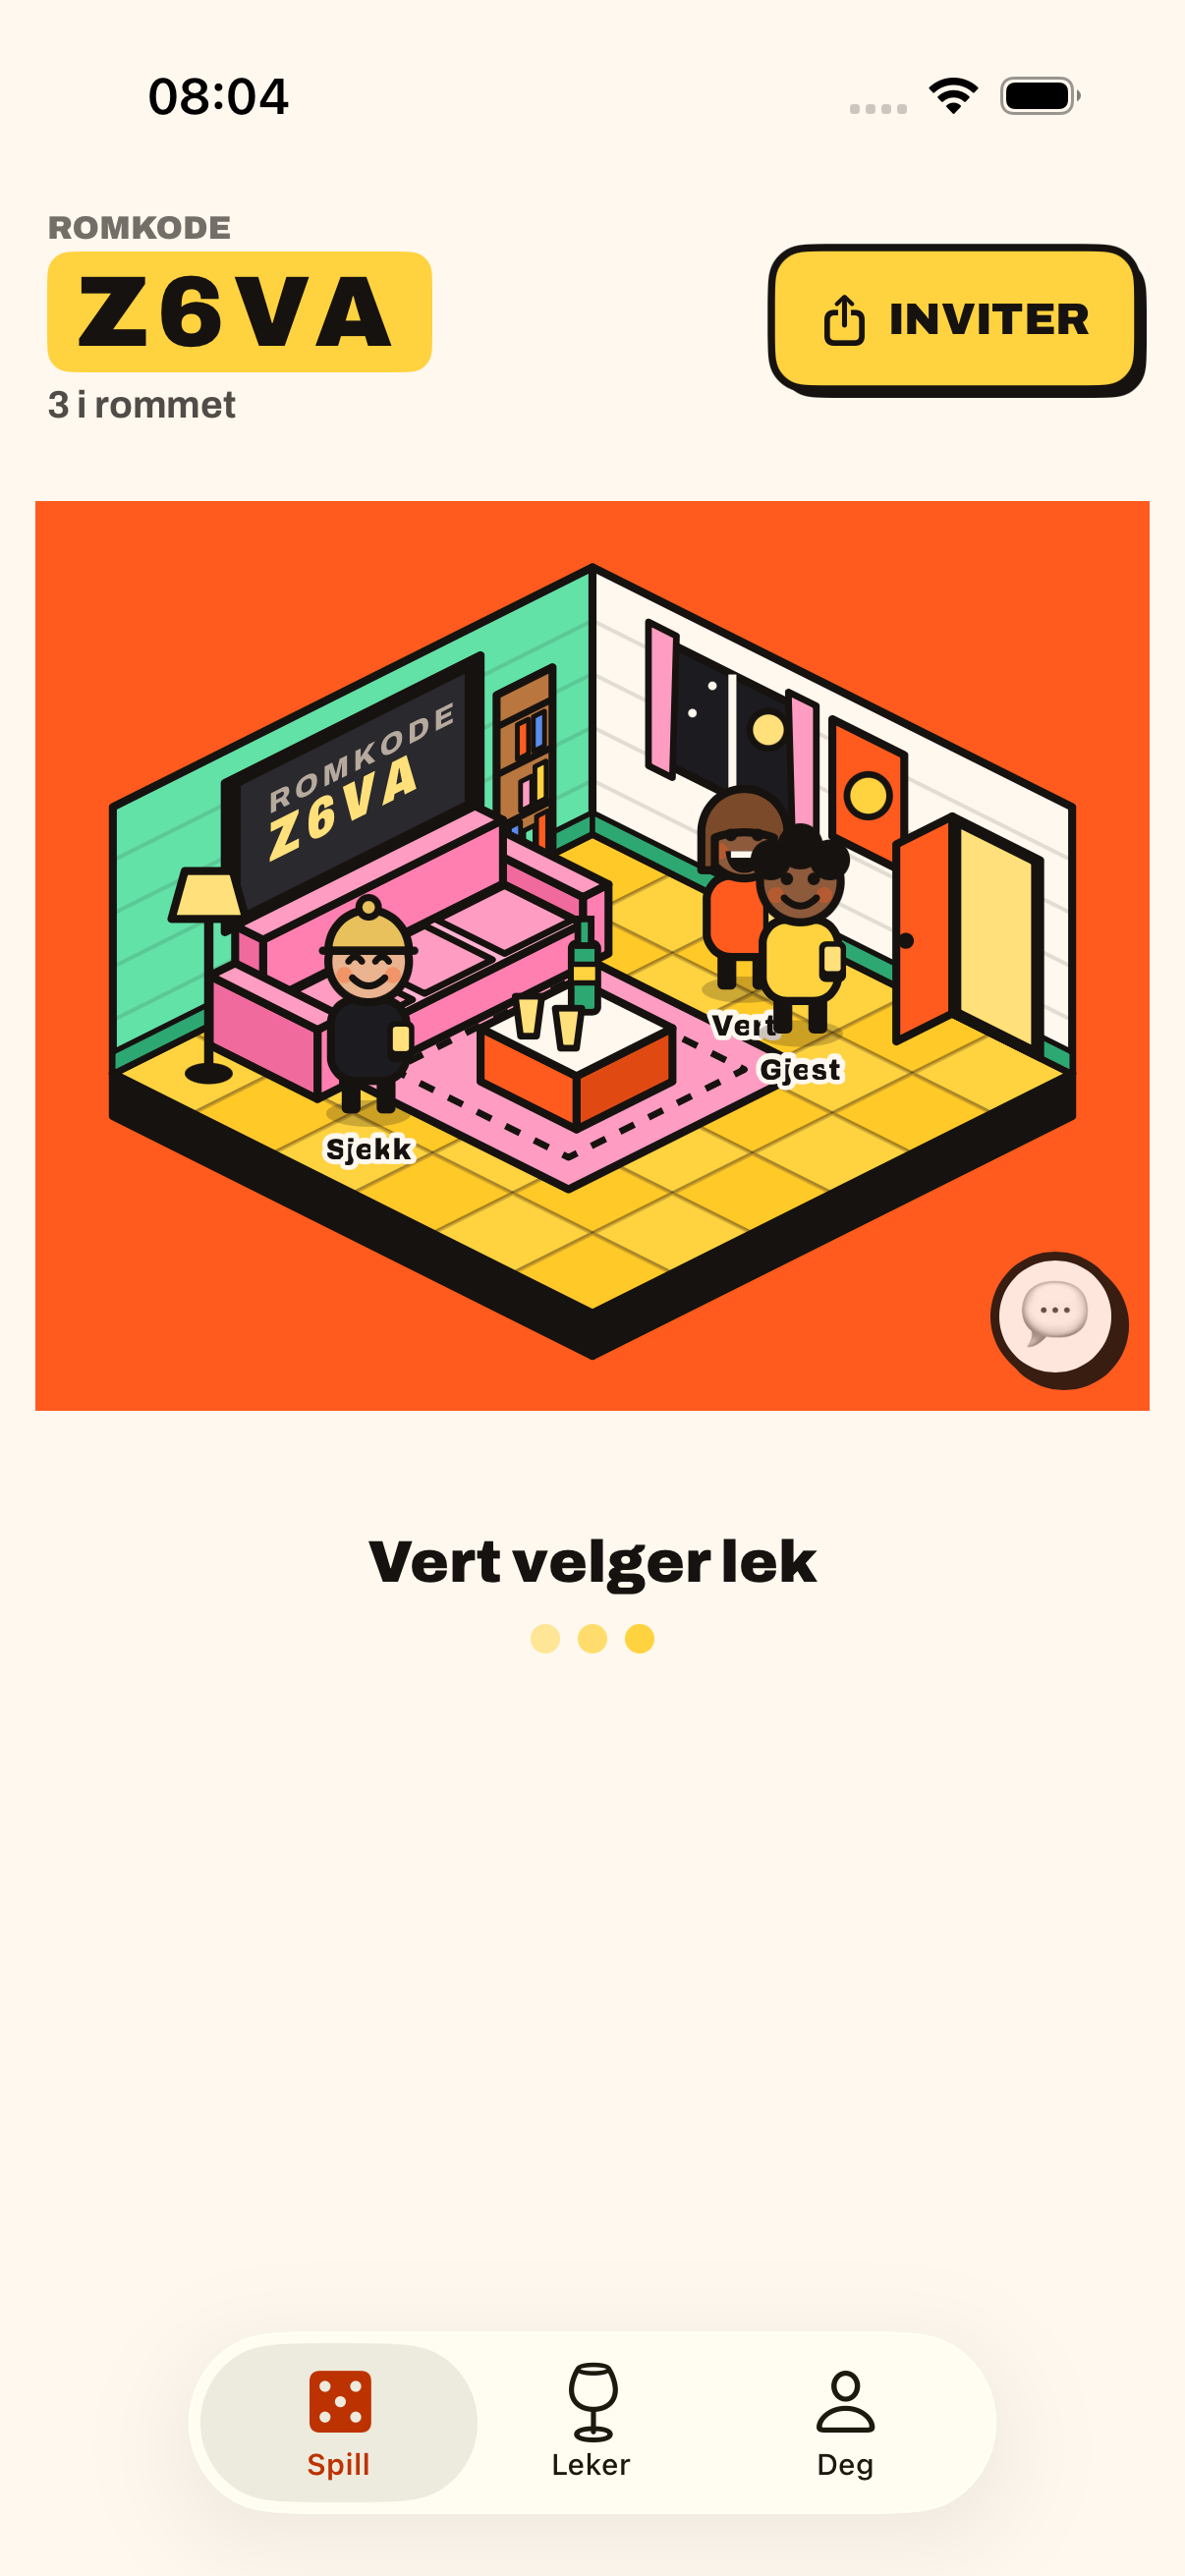 08:04
ROMKODE
Z6VA
3 i rommet
INVITER
ROMKODE
Z6VA
Vert
Gjest
Sjekk
Vert velger lek
Spill
Leker
Deg